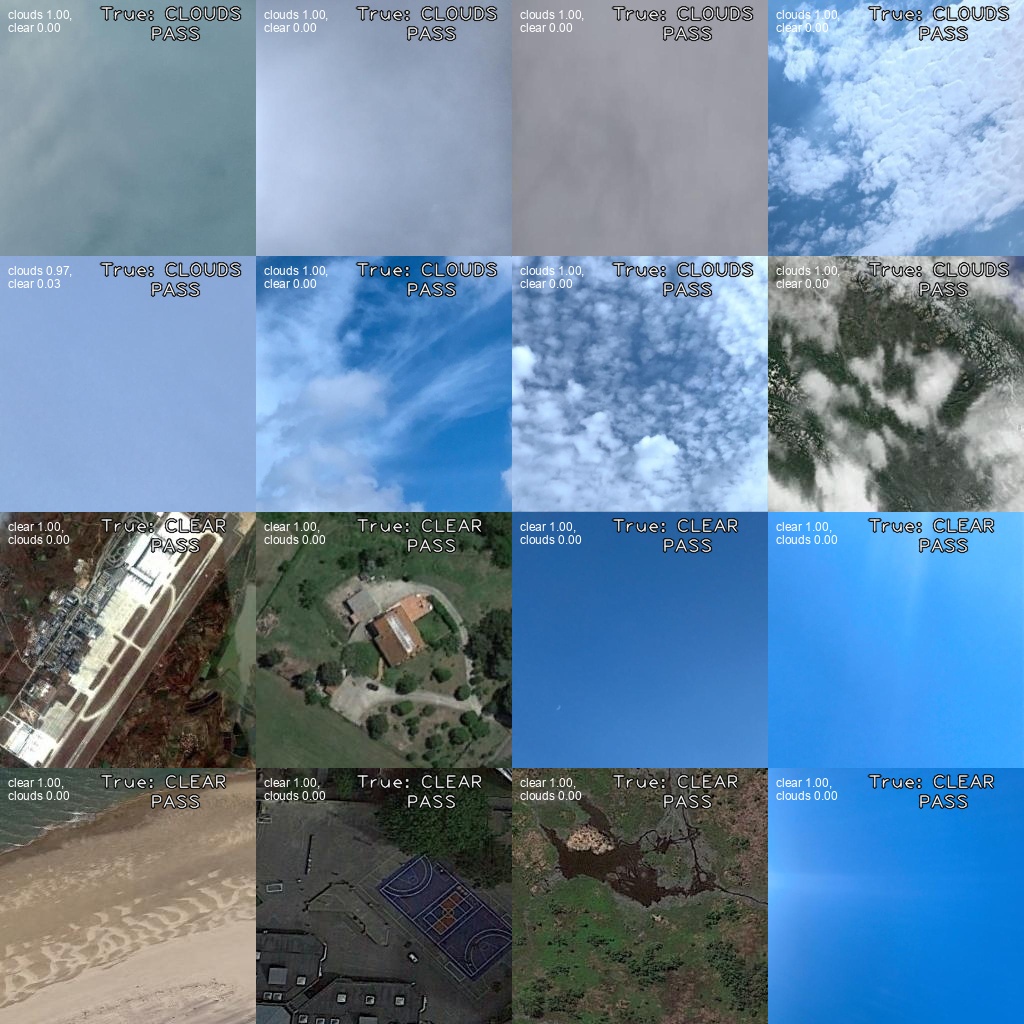 clouds 1.00,
clear 0.00
True: CLOUDS
PASS
clouds 1.00,
clear 0.00
True: CLOUDS
PASS
clouds 1.00,
clear 0.00
True: CLOUDS
PASS
clouds 1.00,
clear 0.00
True: CLOUDS
PASS
clouds 0.97,
clear 0.03
True: CLOUDS
PASS
clouds 1.00,
clear 0.00
True: CLOUDS
PASS
clouds 1.00,
clear 0.00
True: CLOUDS
PASS
clouds 1.00,
clear 0.00
True: CLOUDS
PASS
clear 1.00,
clouds 0.00
True: CLEAR
PASS
clear 1.00,
clouds 0.00
True: CLEAR
PASS
clear 1.00,
clouds 0.00
True: CLEAR
PASS
clear 1.00,
clouds 0.00
True: CLEAR
PASS
clear 1.00,
clouds 0.00
True: CLEAR
PASS
clear 1.00,
clouds 0.00
True: CLEAR
PASS
clear 1.00,
clouds 0.00
True: CLEAR
PASS
clear 1.00,
clouds 0.00
True: CLEAR
PASS